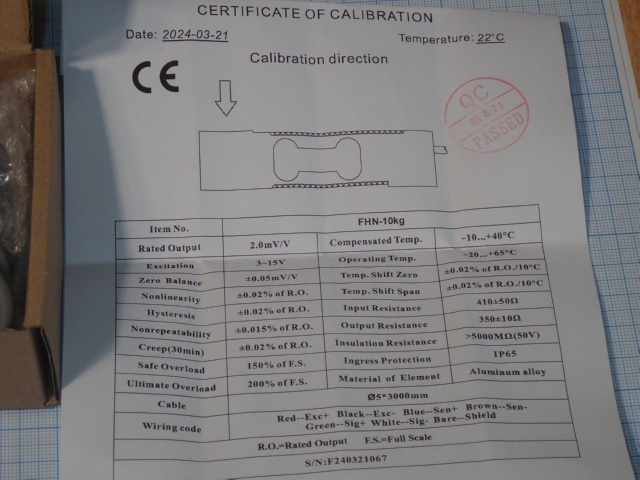 CERTIFICATE OF CALIBRATION
Date: 2024-03-21
Temperature: 22°C
Calibration direction
CE
QC
PASSED
Item No. FHN-10kg
Rated Output 2.0mV/V Compensated Temp. -10...+40°C
Excitation 3~15V Operating Temp. -20...+65°C
Zero Balance ±0.05mV/V Temp. Shift Zero ±0.02% of R.O./10°C
Nonlinearity ±0.02% of R.O. Temp. Shift Span ±0.02% of R.O./10°C
Hysteresis ±0.02% of R.O. Input Resistance 410±50Ω
Nonrepeatability ±0.015% of R.O. Output Resistance 350±10Ω
Creep(30min) ±0.02% of R.O. Insulation Resistance >5000MΩ(50V)
Safe Overload 150% of F.S. Ingress Protection IP65
Ultimate Overload 200% of F.S. Material of Element Aluminum alloy
Cable Ø5*3000mm
Wiring code Red--Exc+ Black--Exc- Blue--Sen+ Brown--Sen-
Green--Sig+ White--Sig- Bare--Shield
R.O.=Rated Output F.S.=Full Scale
S/N:F240321067